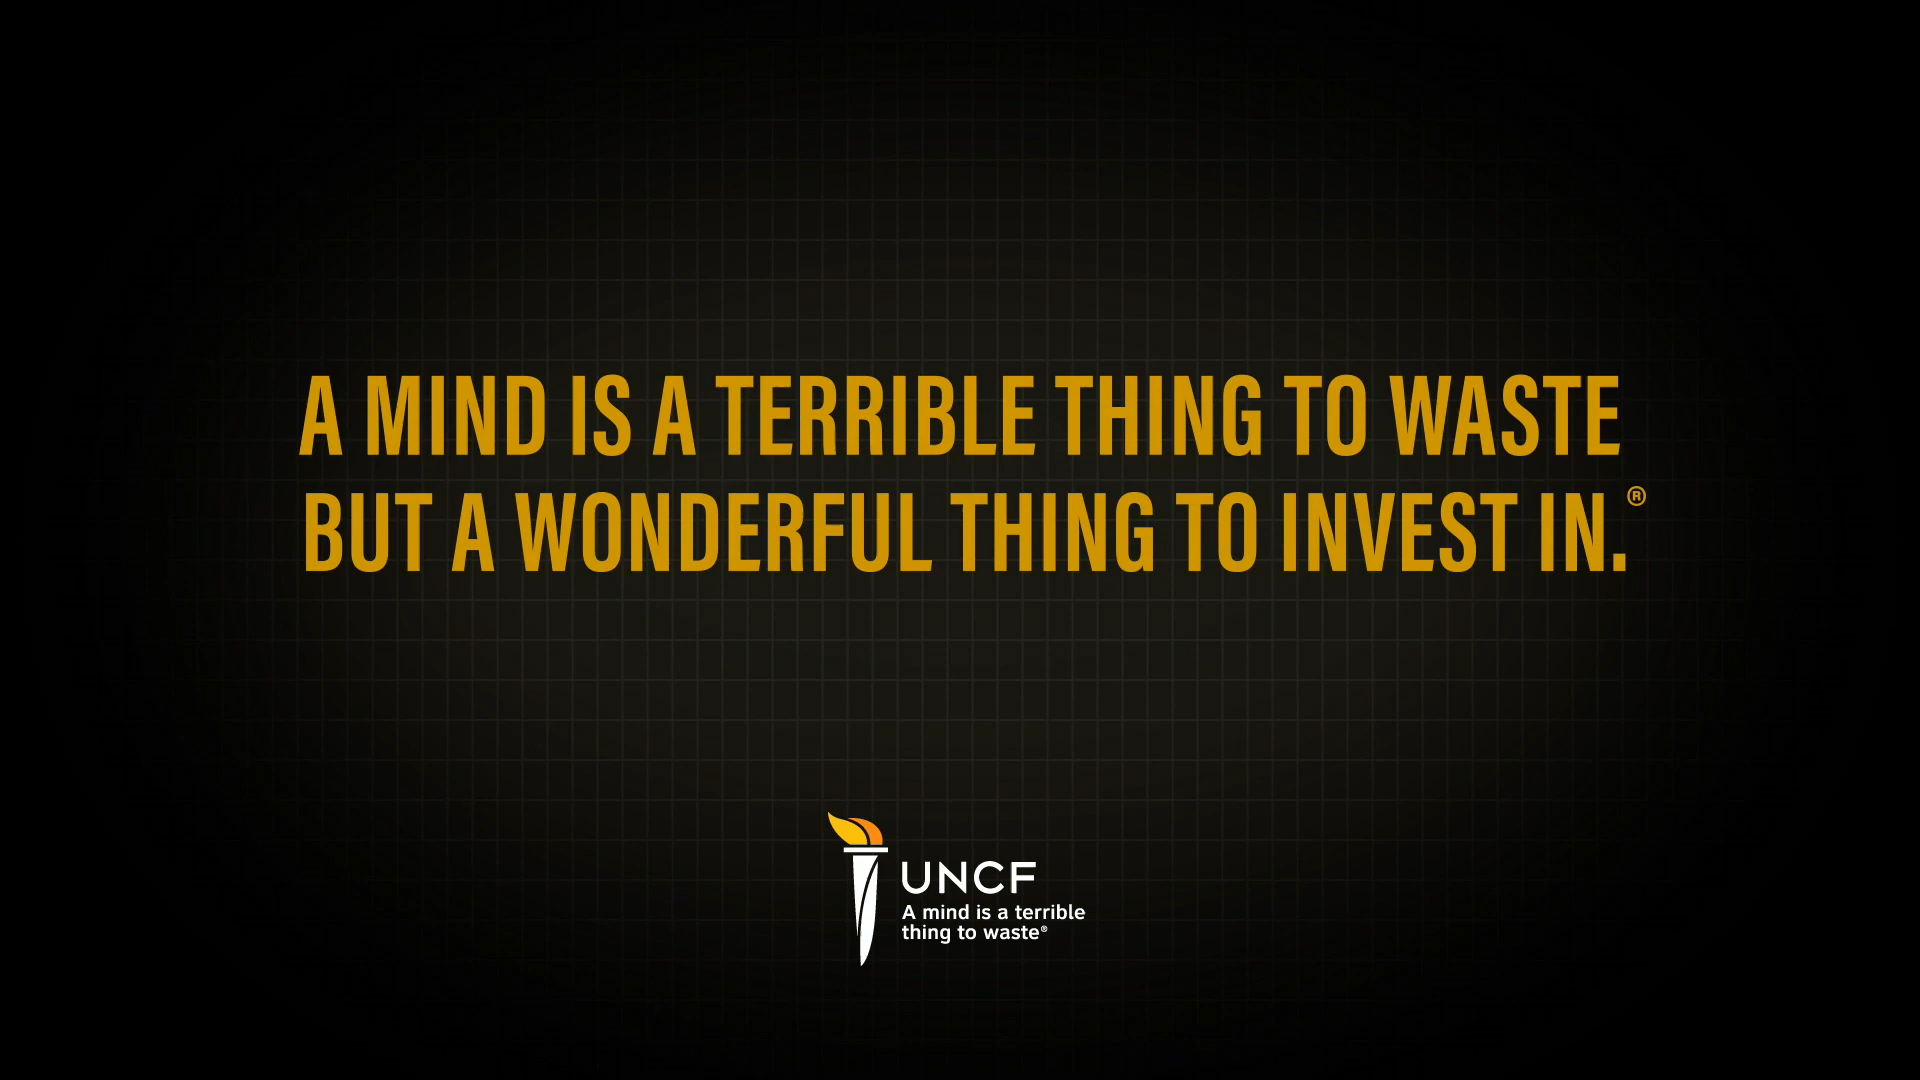 A MIND IS A TERRIBLE THING TO WASTE
BUT A WONDERFUL THING TO INVEST IN.®
UNCF
A mind is a terrible
thing to waste®